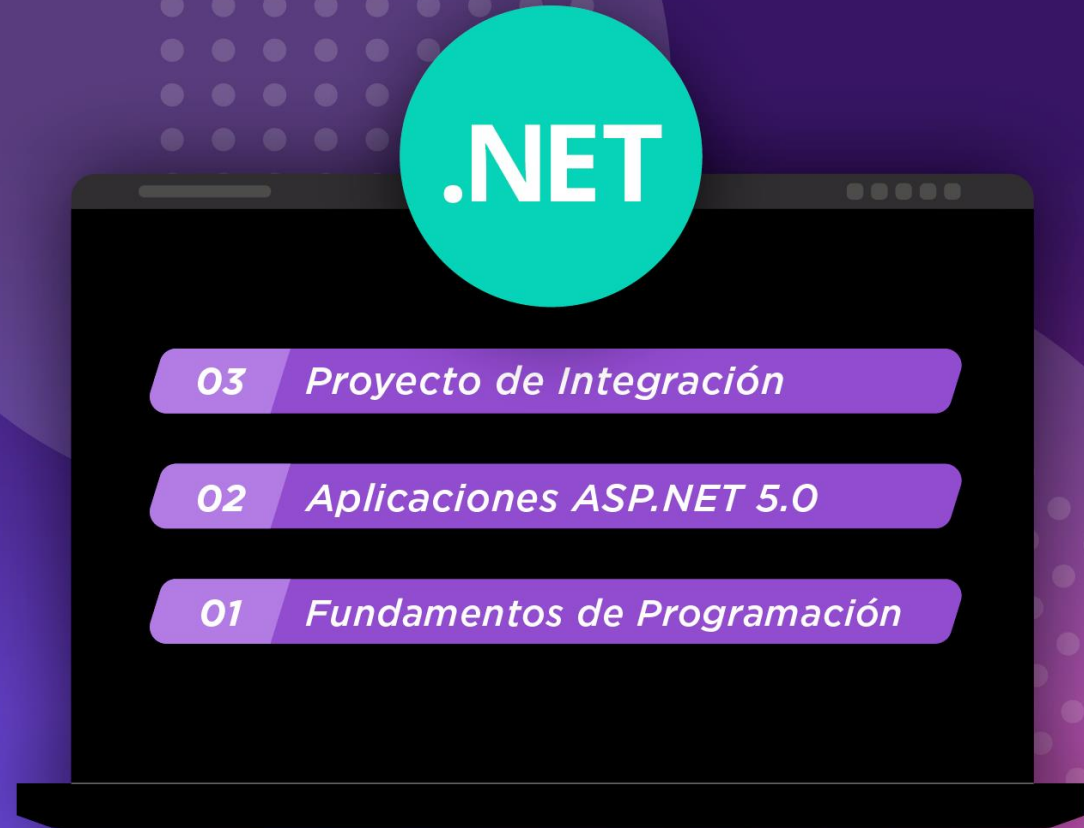 .NET
03 Proyecto de Integración
02 Aplicaciones ASP.NET 5.0
01 Fundamentos de Programación